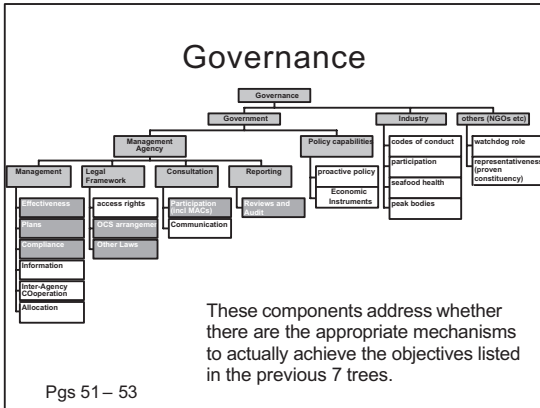 Governance
Governance
Government
Industry
others (NGOs etc)
Management
Agency
Policy capabilities
codes of conduct
participation
seafood health
peak bodies
watchdog role
representativeness
(proven
constituency)
Management
Legal
Framework
Consultation
Reporting
proactive policy
Economic
Instruments
Effectiveness
Plans
Compliance
Information
Inter-Agency
COoperation
Allocation
access rights
OCS arrangement
Other Laws
Participation
(incl MACs)
Communication
Reviews and
Audit
These components address whether
there are the appropriate mechanisms
to actually achieve the objectives listed
in the previous 7 trees.
Pgs 51 – 53